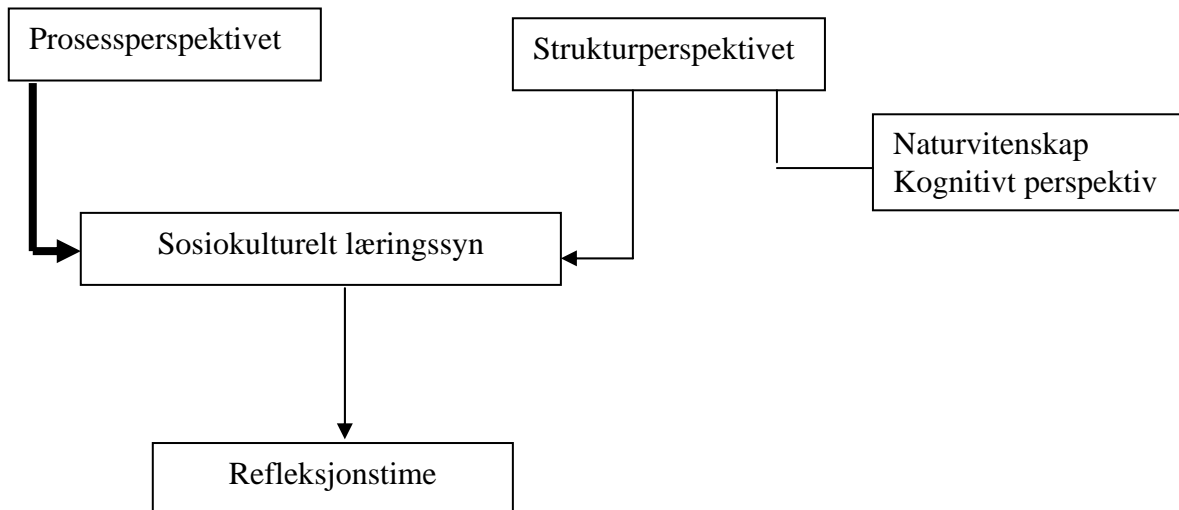 Prosessperspektivet
Strukturperspektivet
Naturvitenskap
Kognitivt perspektiv
Sosiokulturelt læringssyn
Refleksjonstime